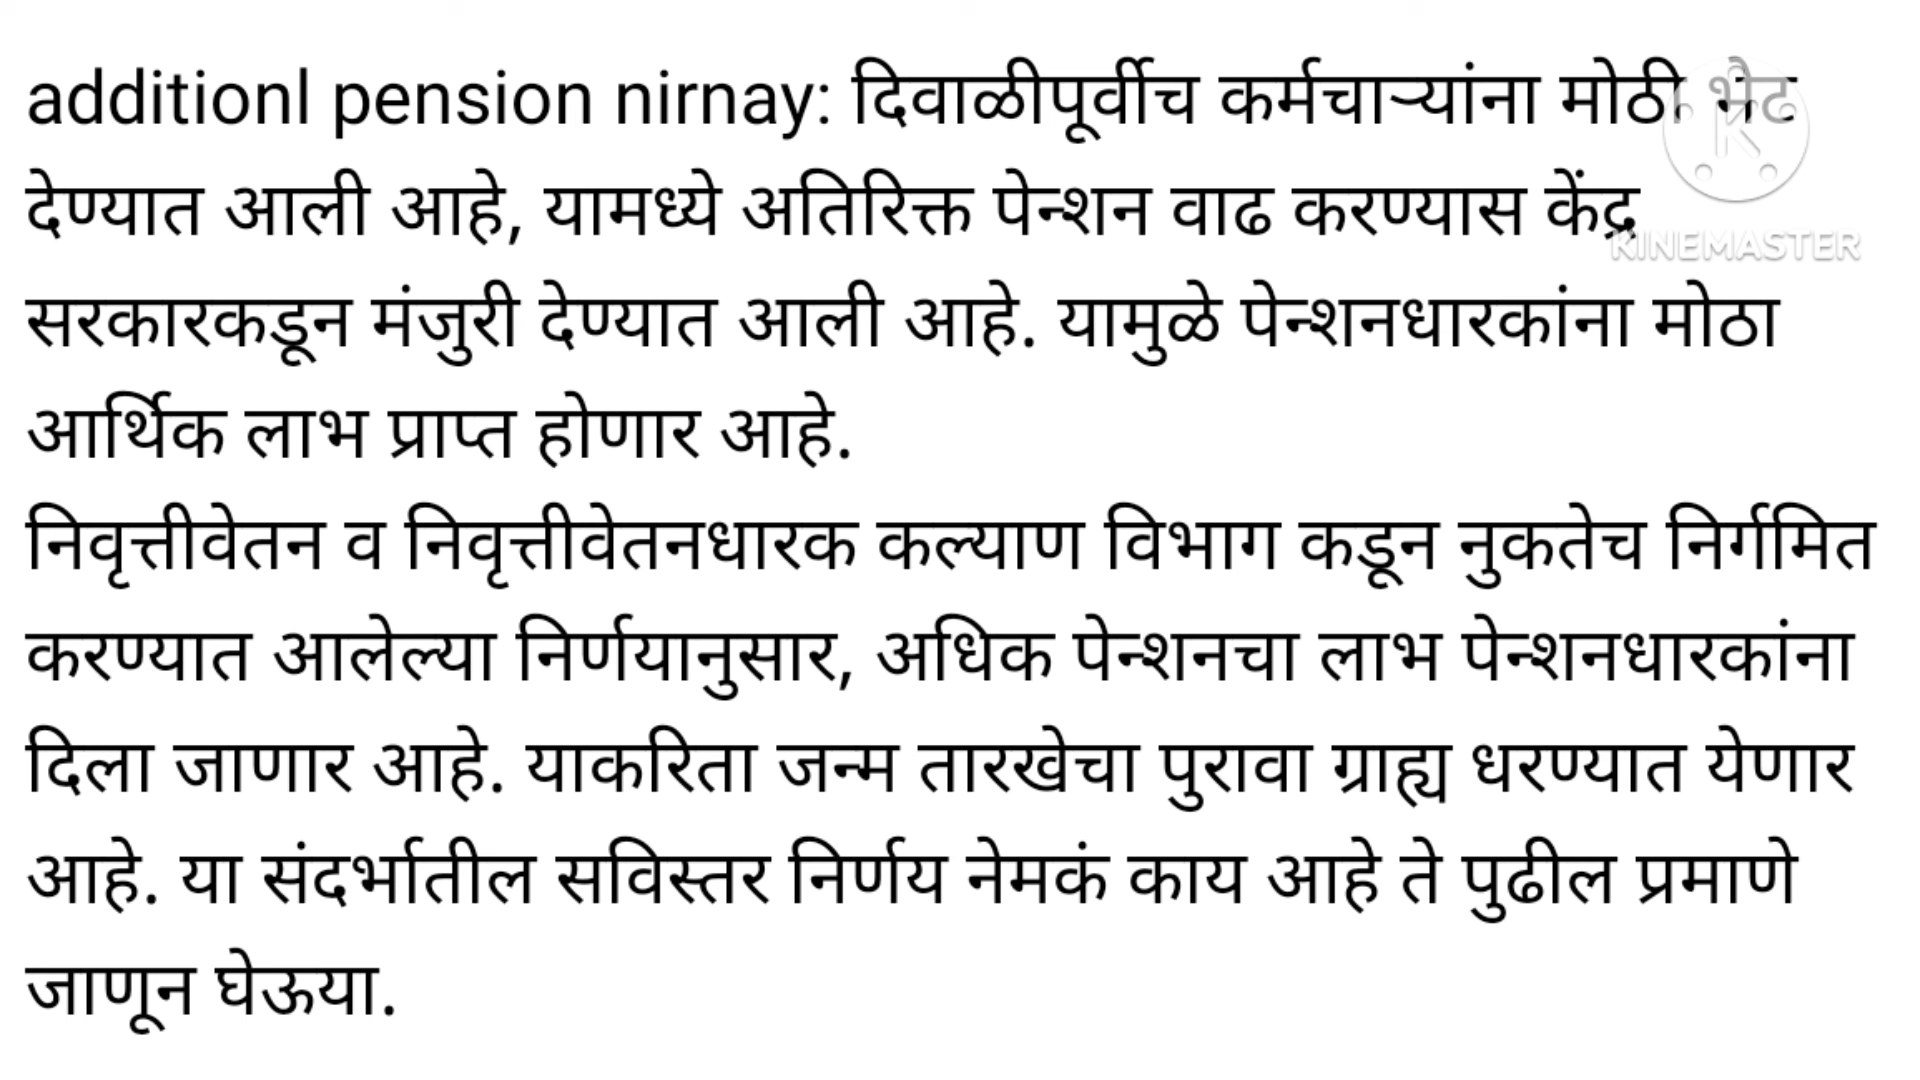 additionl pension nirnay: दिवाळीपूर्वीच कर्मचाऱ्यांना मोठी भेट
देण्यात आली आहे, यामध्ये अतिरिक्त पेन्शन वाढ करण्यास केंद्र
KINEMASTER
सरकारकडून मंजुरी देण्यात आली आहे. यामुळे पेन्शनधारकांना मोठा
आर्थिक लाभ प्राप्त होणार आहे.
निवृत्तीवेतन व निवृत्तीवेतनधारक कल्याण विभाग कडून नुकतेच निर्गमित
करण्यात आलेल्या निर्णयानुसार, अधिक पेन्शनचा लाभ पेन्शनधारकांना
दिला जाणार आहे. याकरिता जन्म तारखेचा पुरावा ग्राह्य धरण्यात येणार
आहे. या संदर्भातील सविस्तर निर्णय नेमकं काय आहे ते पुढील प्रमाणे
जाणून घेऊया.